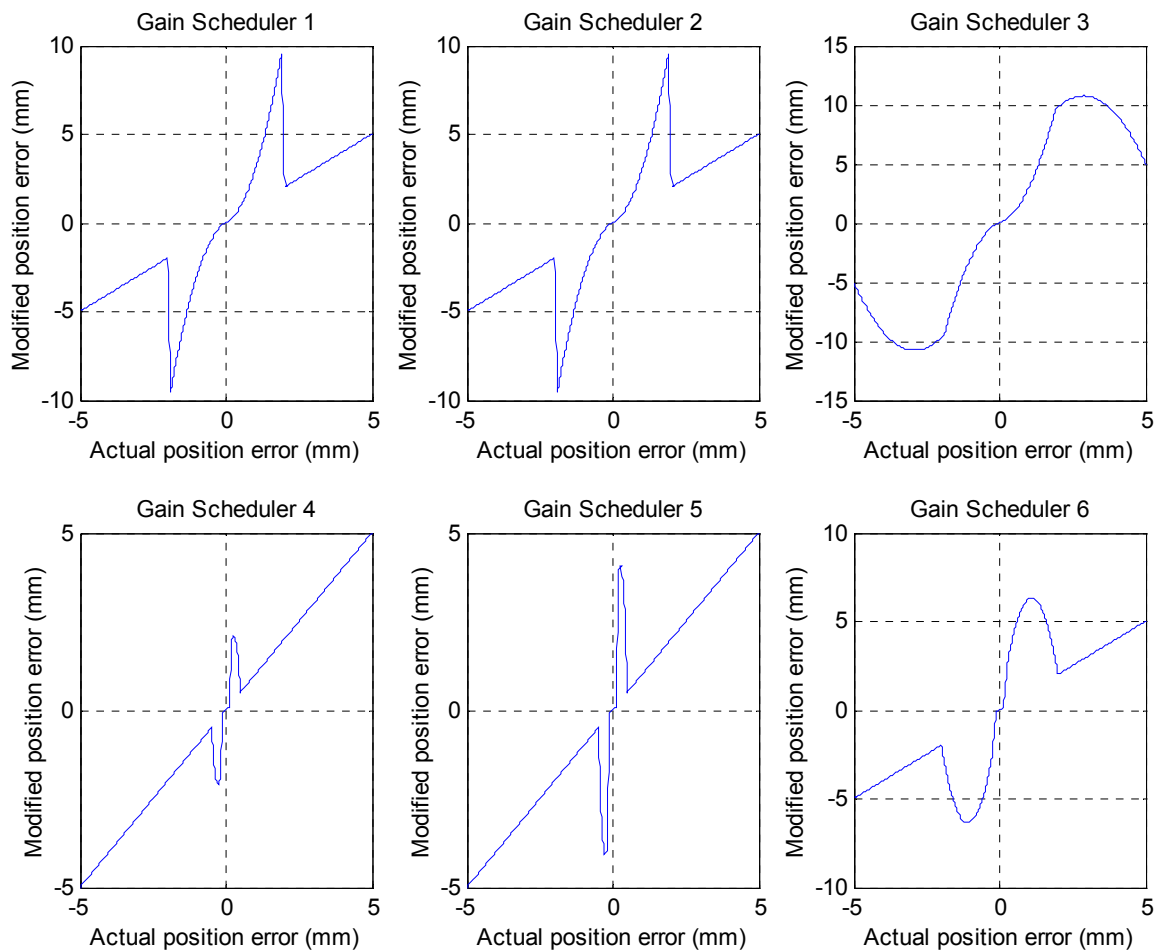 Gain Scheduler 1
10
5
0
-5
-10
-5
0
5
Modified position error (mm)
Actual position error (mm)
Gain Scheduler 2
10
5
0
-5
-10
-5
0
5
Modified position error (mm)
Actual position error (mm)
Gain Scheduler 3
15
10
5
0
-5
-10
-15
-5
0
5
Modified position error (mm)
Actual position error (mm)
Gain Scheduler 4
5
0
-5
-5
0
5
Modified position error (mm)
Actual position error (mm)
Gain Scheduler 5
5
0
-5
-5
0
5
Modified position error (mm)
Actual position error (mm)
Gain Scheduler 6
10
5
0
-5
-10
-5
0
5
Modified position error (mm)
Actual position error (mm)